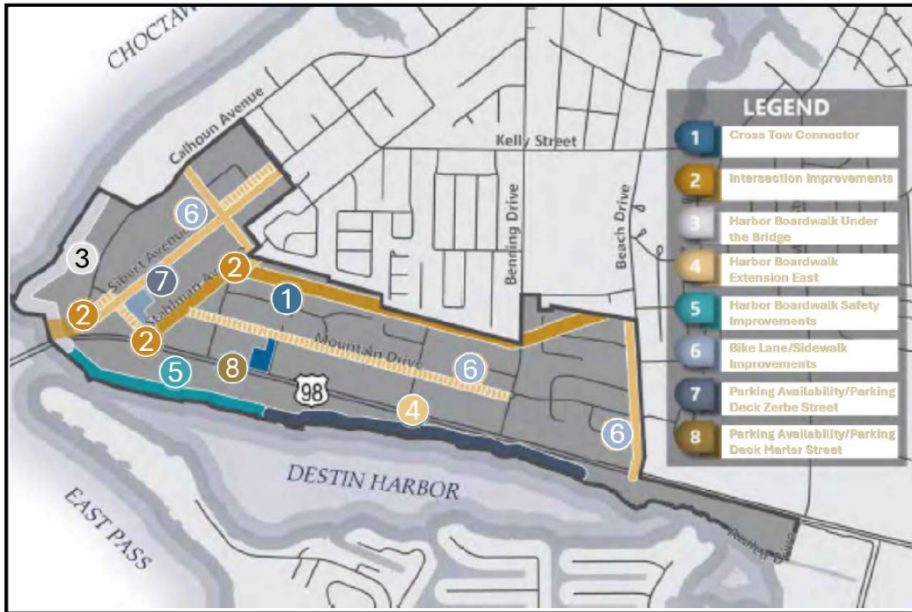 CHOCTAW
Calhoun Avenue
Kelly Street
Benning Drive
Beach Drive
LEGEND
1 Cross Tow Connector
2 Intersection Improvements
3 Harbor Boardwalk Under
the Bridge
4 Harbor Boardwalk
Extension East
5 Harbor Boardwalk Safety
Improvements
6 Bike Lane/Sidewalk
Improvements
7 Parking Availability/Parking
Deck Zerbe Street
8 Parking Availability/Parking
Deck Marler Street
6
3
Sibert Avenue
7
2
Stahlman
2
1
2
2
Mountain Drive
8
5
98
6
4
6
DESTIN HARBOR
EAST PASS
Drive